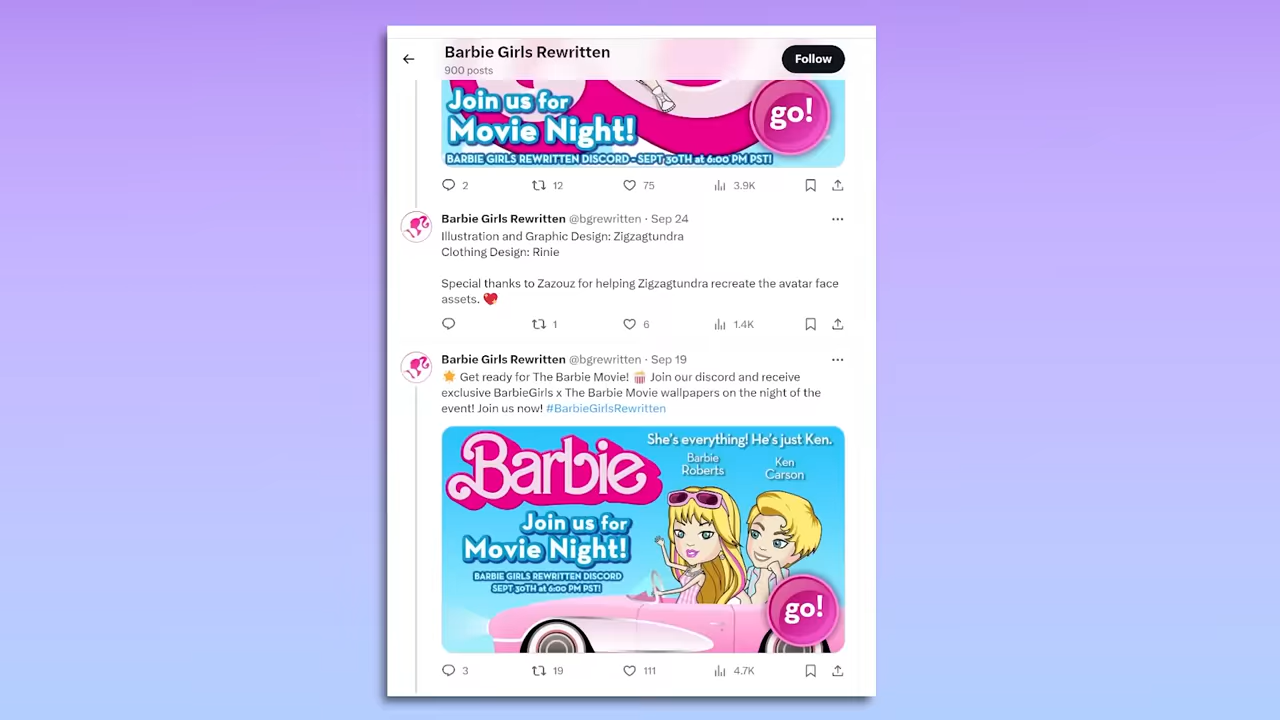 Barbie Girls Rewritten
900 posts
Follow
Join us for
Movie Night!
BARBIE GIRLS REWRITTEN DISCORD - SEPT 30TH at 6:00 PM PST!
go!
2 12 75 3.9K
Barbie Girls Rewritten @bgrewritten · Sep 24
Illustration and Graphic Design: Zigzagtundra
Clothing Design: Rinie
Special thanks to Zazouz for helping Zigzagtundra recreate the avatar face
assets. 💖
1 6 1.4K
Barbie Girls Rewritten @bgrewritten · Sep 19
🌟 Get ready for The Barbie Movie! 🍿 Join our discord and receive
exclusive BarbieGirls x The Barbie Movie wallpapers on the night of the
event! Join us now! #BarbieGirlsRewritten
Barbie
She's everything! He's just Ken.
Barbie
Roberts
Ken
Carson
Join us for
Movie Night!
BARBIE GIRLS REWRITTEN DISCORD
SEPT 30TH at 6:00 PM PST!
go!
3 19 111 4.7K